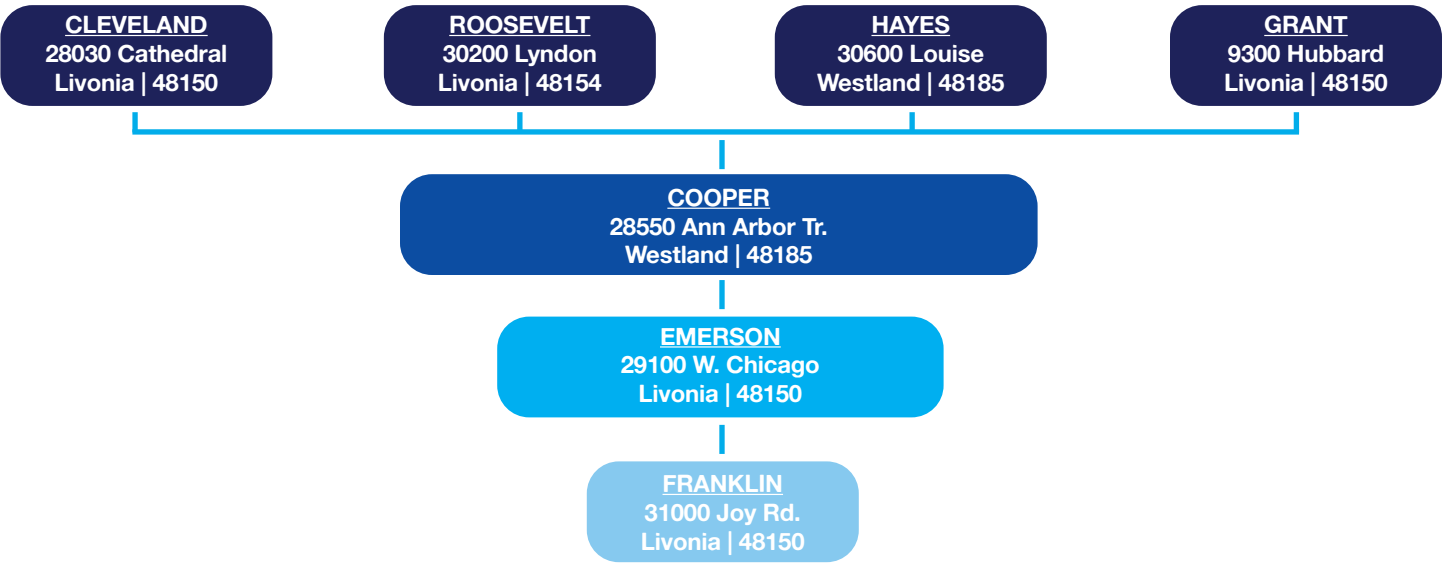 CLEVELAND
28030 Cathedral
Livonia | 48150
ROOSEVELT
30200 Lyndon
Livonia | 48154
HAYES
30600 Louise
Westland | 48185
GRANT
9300 Hubbard
Livonia | 48150
COOPER
28550 Ann Arbor Tr.
Westland | 48185
EMERSON
29100 W. Chicago
Livonia | 48150
FRANKLIN
31000 Joy Rd.
Livonia | 48150